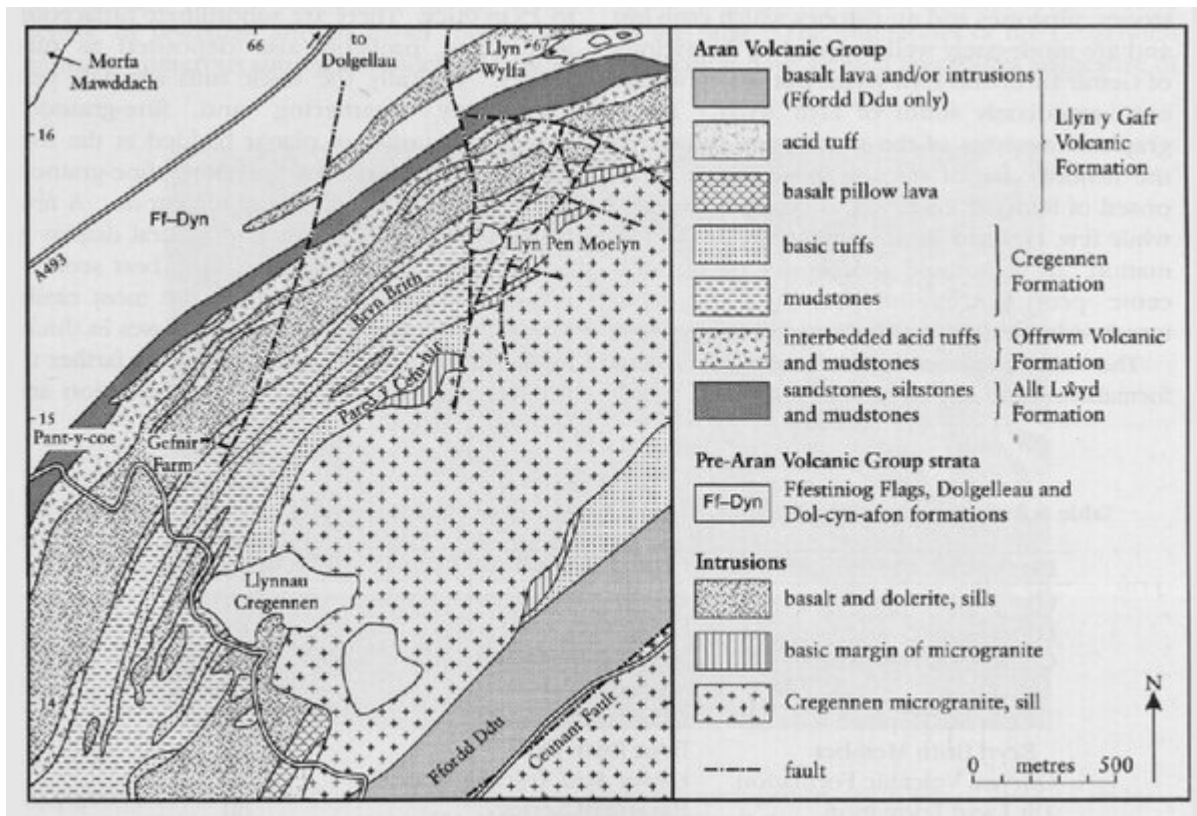 66
to
Dolgellau
Llyn
Wylfa
67
Morfa
Mawddach
16
Ff–Dyn
A493
Llyn Pen Moelyn
14
Bryn Brith
Pared y Cefn-hir
15
Pant-y-coe
Gefnir
Farm
Llynnau
Cregennen
14
Ffordd Ddu
Ceunant Fault
Aran Volcanic Group
basalt lava and/or intrusions
(Ffordd Ddu only)
acid tuff
basalt pillow lava
Llyn y Gafr
Volcanic
Formation
basic tuffs
mudstones
Cregennen
Formation
interbedded acid tuffs
and mudstones
Offrwm Volcanic
Formation
sandstones, siltstones
and mudstones
Allt Lŵyd
Formation
Pre-Aran Volcanic Group strata
Ff–Dyn
Ffestiniog Flags, Dolgelleau and
Dol-cyn-afon formations
Intrusions
basalt and dolerite, sills
basic margin of microgranite
Cregennen microgranite, sill
fault
N
0 metres 500